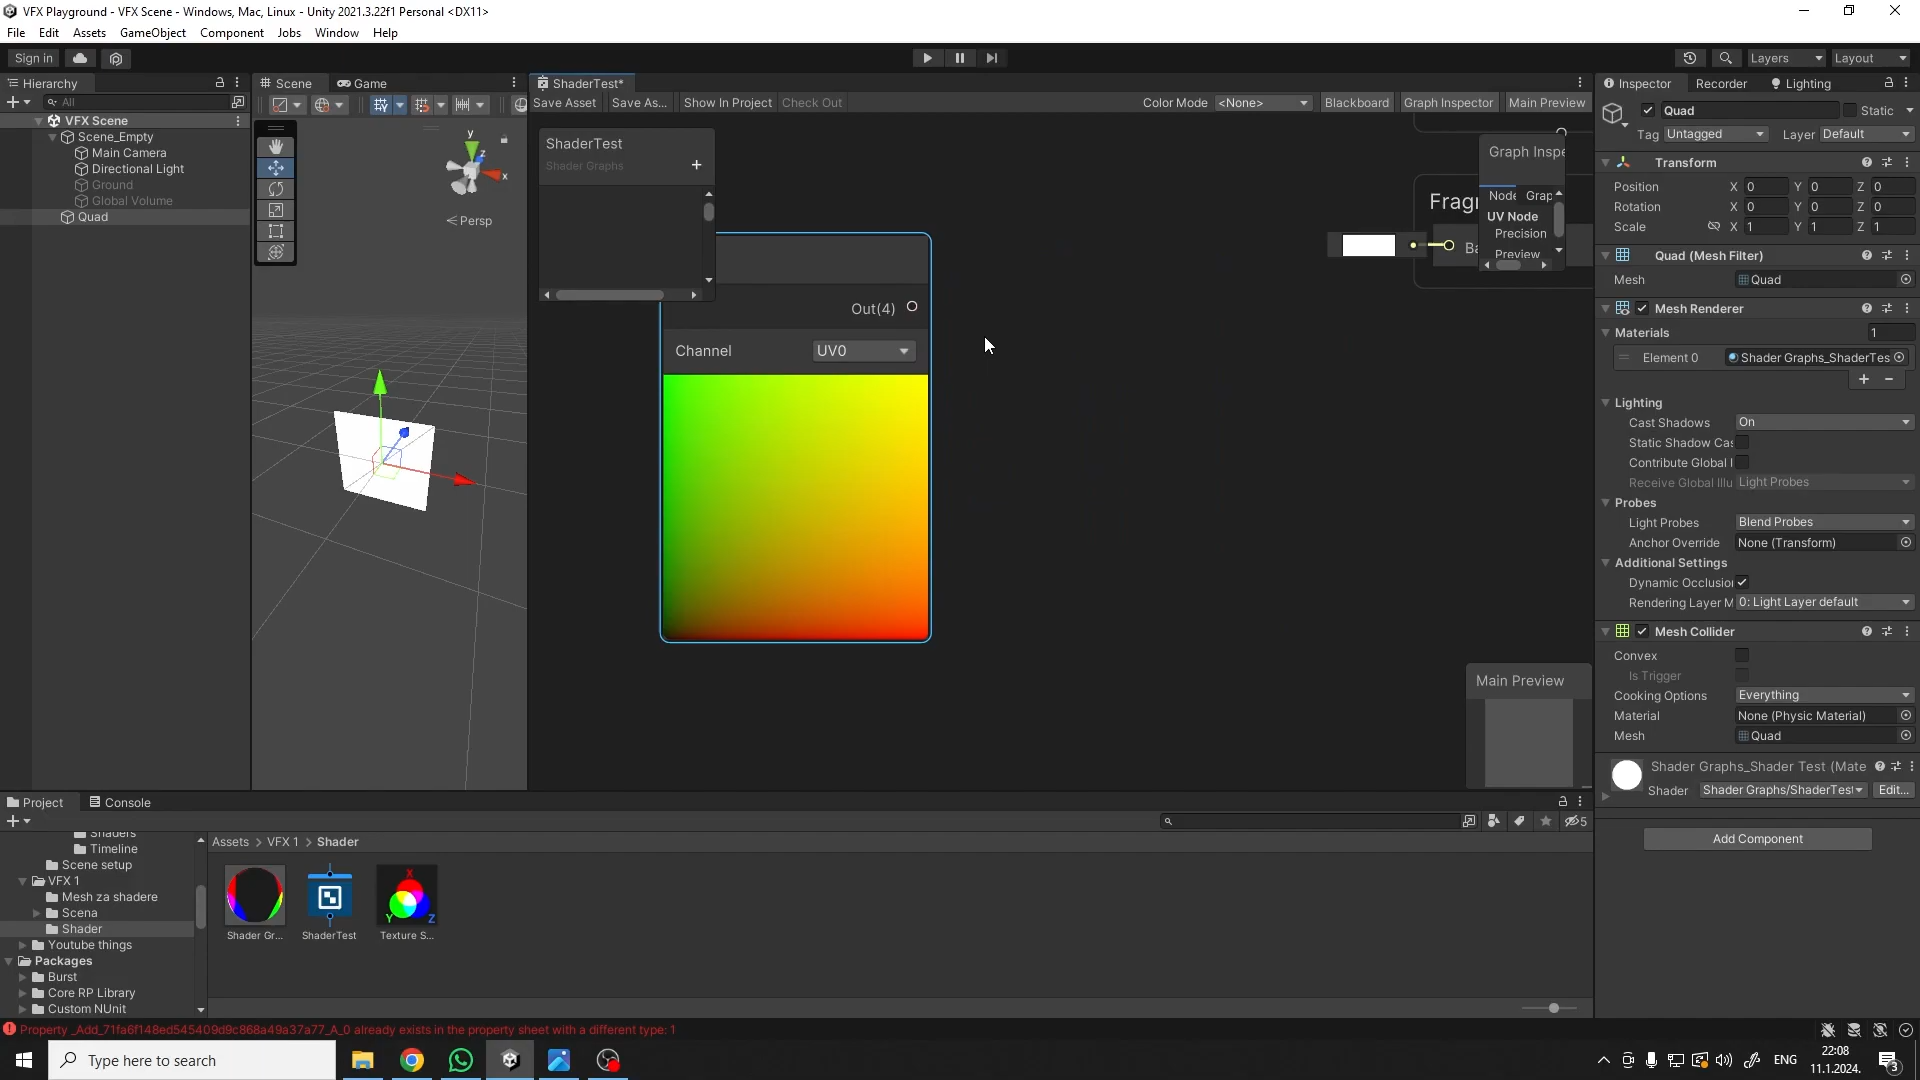 VFX Playground - VFX Scene - Windows, Mac, Linux - Unity 2021.3.22f1 Personal <DX11>
File Edit Assets GameObject Component Jobs Window Help
Sign in
Layers
Layout
Hierarchy
All
VFX Scene
Scene_Empty
Main Camera
Directional Light
Ground
Global Volume
Quad
Scene
Game
y
z
x
Persp
ShaderTest*
Save Asset
Save As...
Show In Project
Check Out
Color Mode
<None>
Blackboard
Graph Inspector
Main Preview
ShaderTest
Shader Graphs
Out(4)
Channel
UV0
Fragr
Ba
Graph Inspe
Node
Grap
UV Node
Precision
Preview
Main Preview
Inspector
Recorder
Lighting
Quad
Static
Tag
Untagged
Layer
Default
Transform
Position X 0 Y 0 Z 0
Rotation X 0 Y 0 Z 0
Scale X 1 Y 1 Z 1
Quad (Mesh Filter)
Mesh
Quad
Mesh Renderer
Materials
1
Element 0
Shader Graphs_ShaderTes
Lighting
Cast Shadows
On
Static Shadow Cas
Contribute Global I
Receive Global Illu
Light Probes
Probes
Light Probes
Blend Probes
Anchor Override
None (Transform)
Additional Settings
Dynamic Occlusion
Rendering Layer M
0: Light Layer default
Mesh Collider
Convex
Is Trigger
Cooking Options
Everything
Material
None (Physic Material)
Mesh
Quad
Shader Graphs_Shader Test (Mate
Shader
Shader Graphs/ShaderTest
Edit...
Add Component
Project
Console
5
Shaders
Timeline
Scene setup
VFX 1
Mesh za shadere
Scena
Shader
Youtube things
Packages
Burst
Core RP Library
Custom NUnit
Assets > VFX 1 > Shader
Shader Gr...
ShaderTest
X
Y
Z
Texture S...
Property _Add_71fa6f148ed545409d9c868a49a37a77_A_0 already exists in the property sheet with a different type: 1
Type here to search
ENG
22:08
11.1.2024.
3